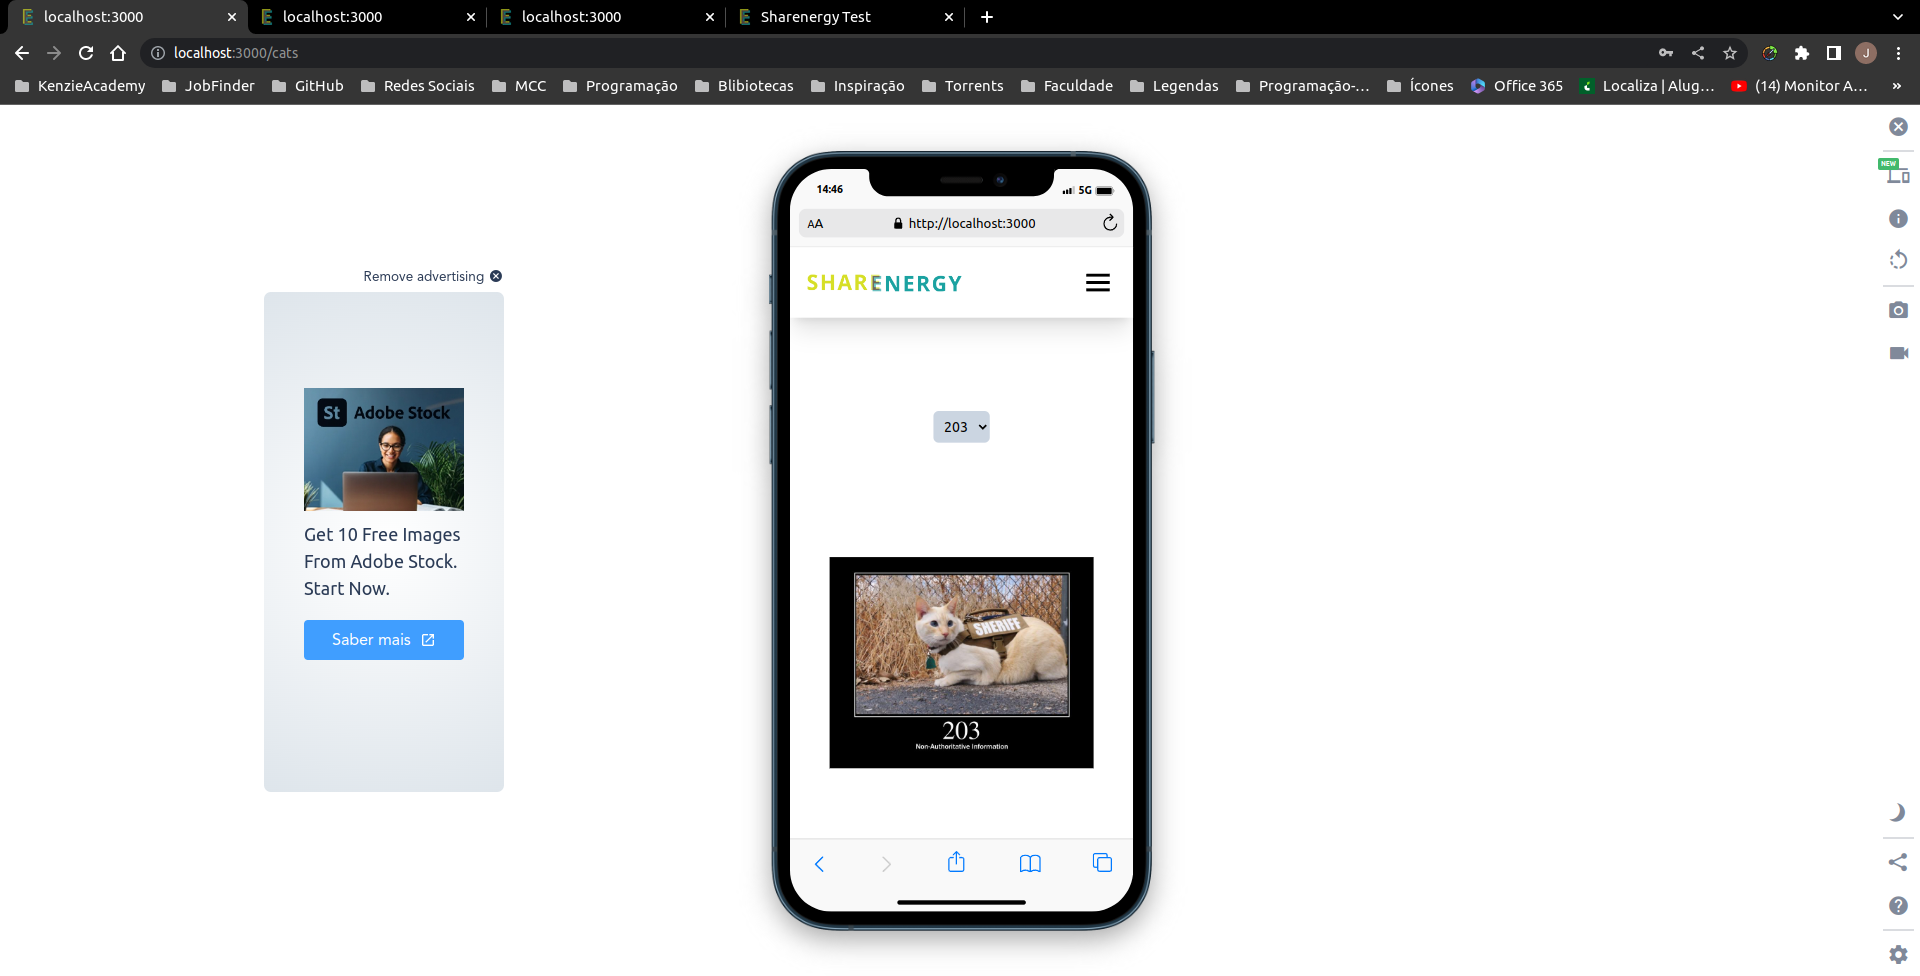 localhost:3000
localhost:3000
localhost:3000
Sharenergy Test
localhost:3000/cats
J
KenzieAcademy
JobFinder
GitHub
Redes Sociais
MCC
Programação
Blibiotecas
Inspiração
Torrents
Faculdade
Legendas
Programação-...
Ícones
Office 365
Localiza | Alug...
(14) Monitor A...
»
NEW
Remove advertising
St Adobe Stock
Get 10 Free Images
From Adobe Stock.
Start Now.
Saber mais
14:46
5G
AA
http://localhost:3000
SHARENERGY
203
SHERIFF
203
Non-Authoritative Information